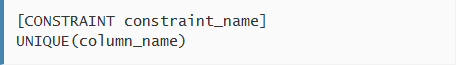 [CONSTRAINT constraint_name]
UNIQUE(column_name)